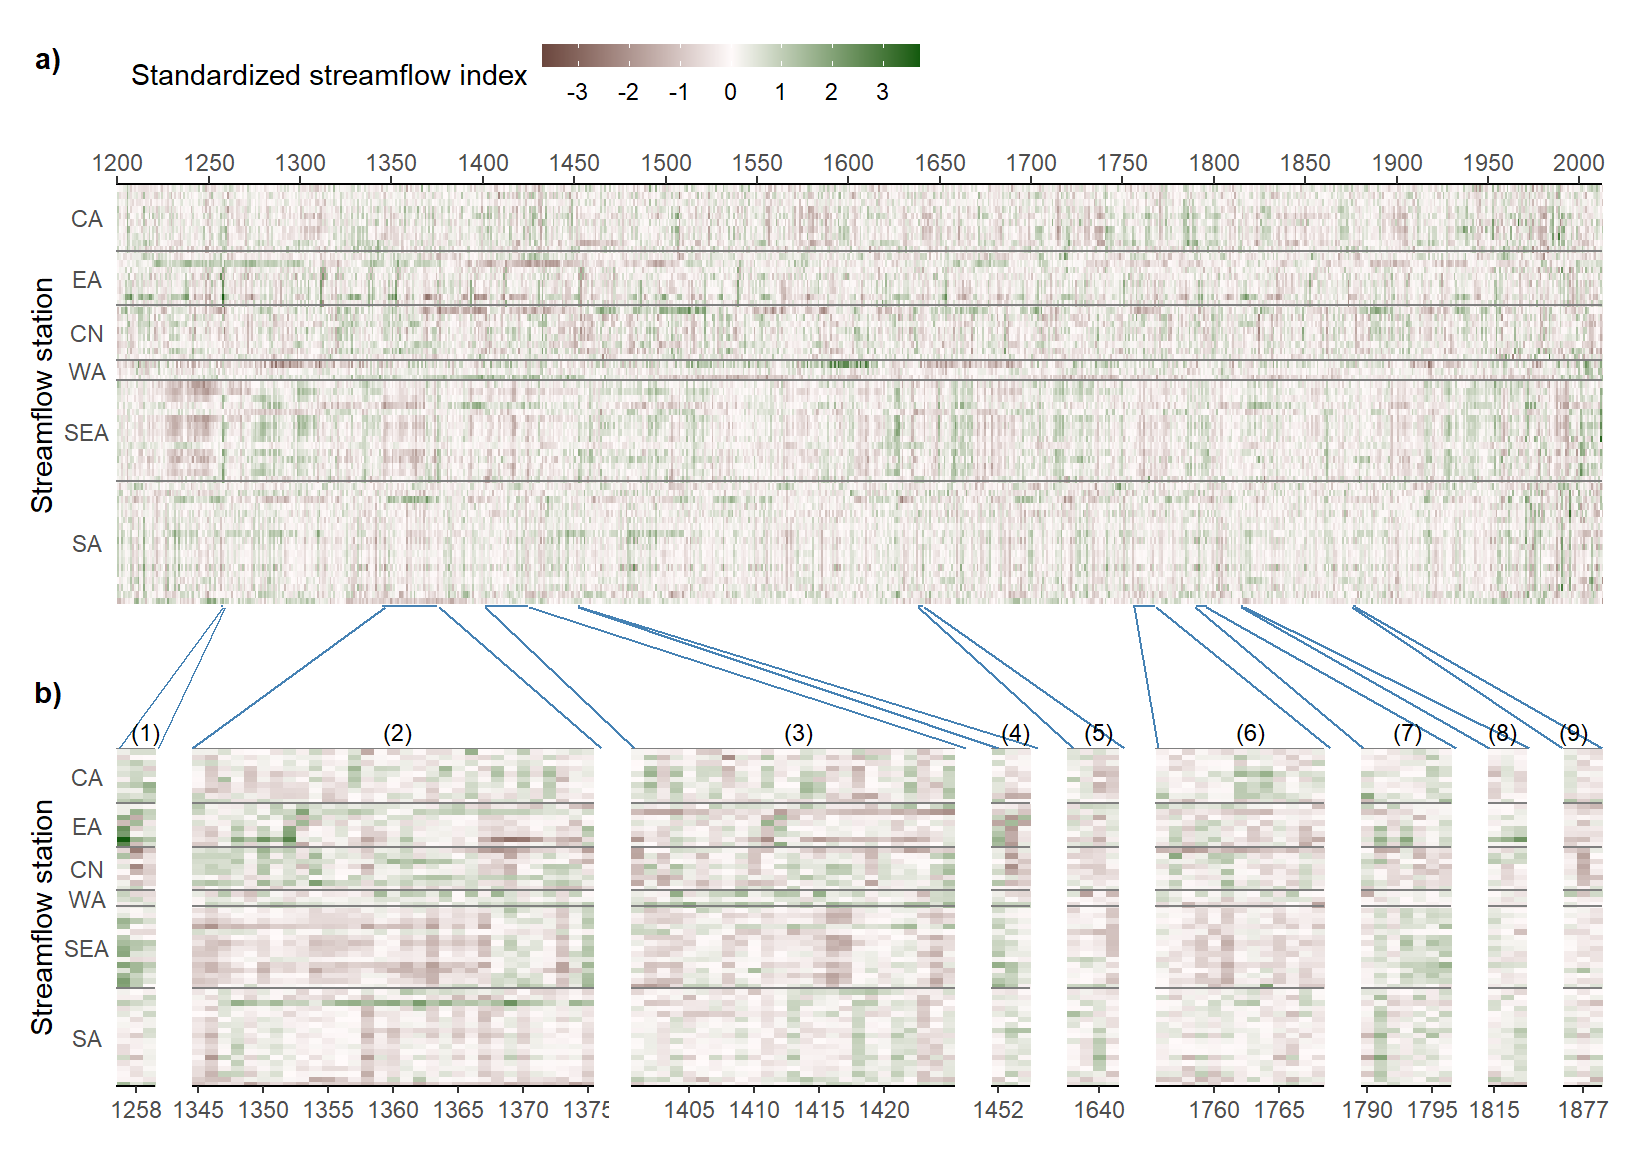 a)
Standardized streamflow index
-3 -2 -1 0 1 2 3
1200 1250 1300 1350 1400 1450 1500 1550 1600 1650 1700 1750 1800 1850 1900 1950 2000
Streamflow station
CA
EA
CN
WA
SEA
SA
b)
(1) (2) (3) (4) (5) (6) (7) (8) (9)
Streamflow station
CA
EA
CN
WA
SEA
SA
1258 1345 1350 1355 1360 1365 1370 1375 1405 1410 1415 1420 1452 1640 1760 1765 1790 1795 1815 1877